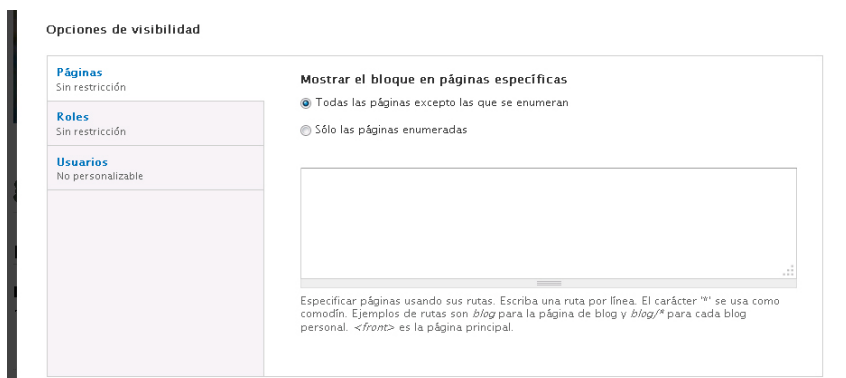 Opciones de visibilidad
Páginas
Sin restricción
Roles
Sin restricción
Usuarios
No personalizable
Mostrar el bloque en páginas específicas
Todas las páginas excepto las que se enumeran
Sólo las páginas enumeradas
Especificar páginas usando sus rutas. Escriba una ruta por línea. El carácter '*' se usa como
comodín. Ejemplos de rutas son blog para la página de blog y blog/* para cada blog
personal. <front> es la página principal.